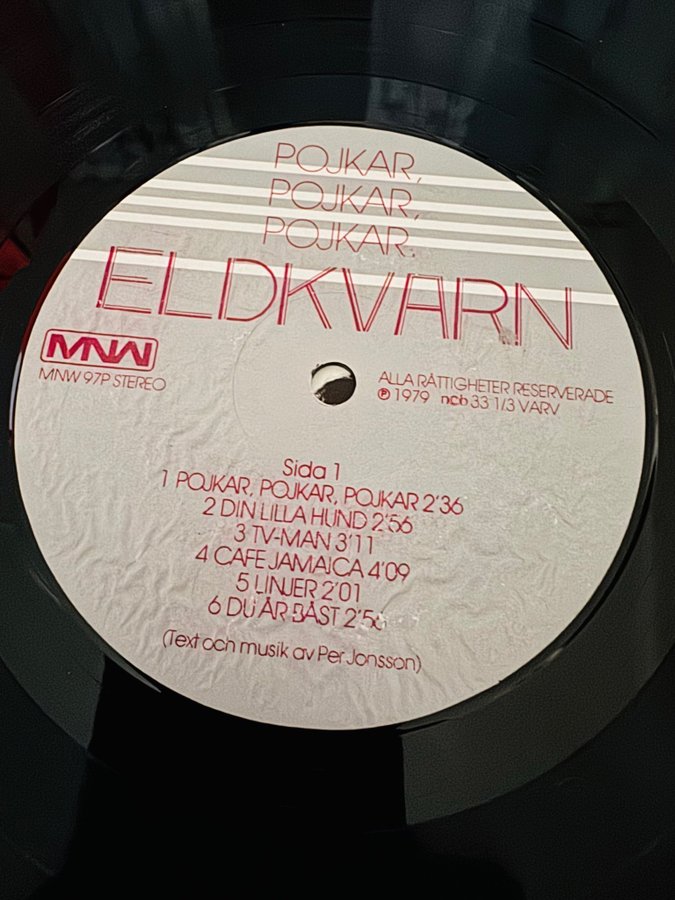 POJKAR,
POJKAR,
POJKAR.
ELDKVARN
MNW
MNW 97P STEREO
ALLA RÄTTIGHETER RESERVERADE
℗ 1979 ncb 33 1/3 VARV
Sida 1
1 POJKAR, POJKAR, POJKAR 2'36
2 DIN LILLA HUND 2'56
3 TV-MAN 3'11
4 CAFE JAMAICA 4'09
5 LINJER 2'01
6 DU ÄR BÄST 2'56
(Text och musik av Per Jonsson)